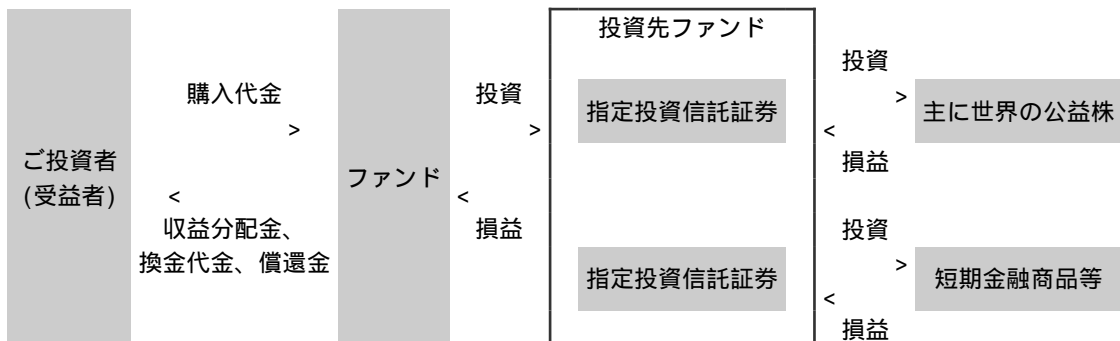 投資先ファンド
投資
購入代金
投資
指定投資信託証券
>
主に世界の公益株
>
>
<
ご投資者
(受益者)
ファンド
損益
<
<
収益分配金、
損益
投資
換金代金、償還金
指定投資信託証券
>
短期金融商品等
<
損益